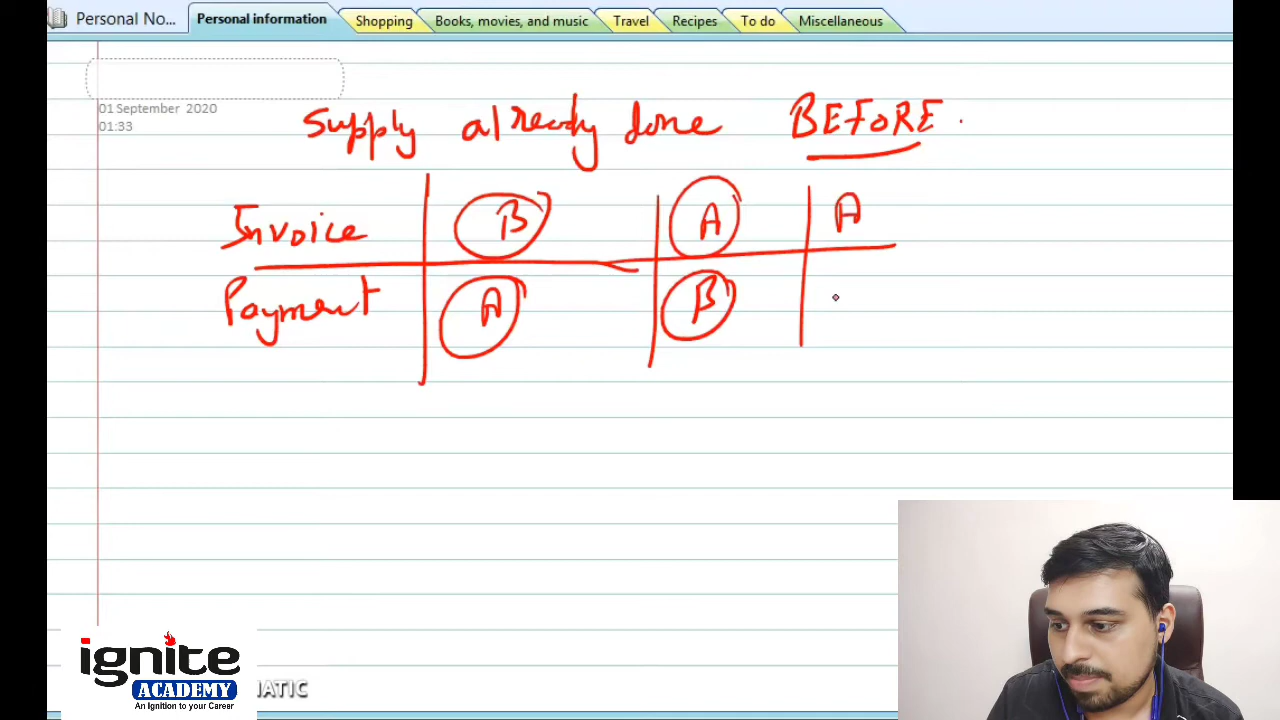 Personal No... Personal information Shopping Books, movies, and music Travel Recipes To do Miscellaneous
01 September 2020
01:33
Supply already done BEFORE.
Invoice B A A
Payment A B
ignite
ACADEMY
An Ignition to your Career
MATIC